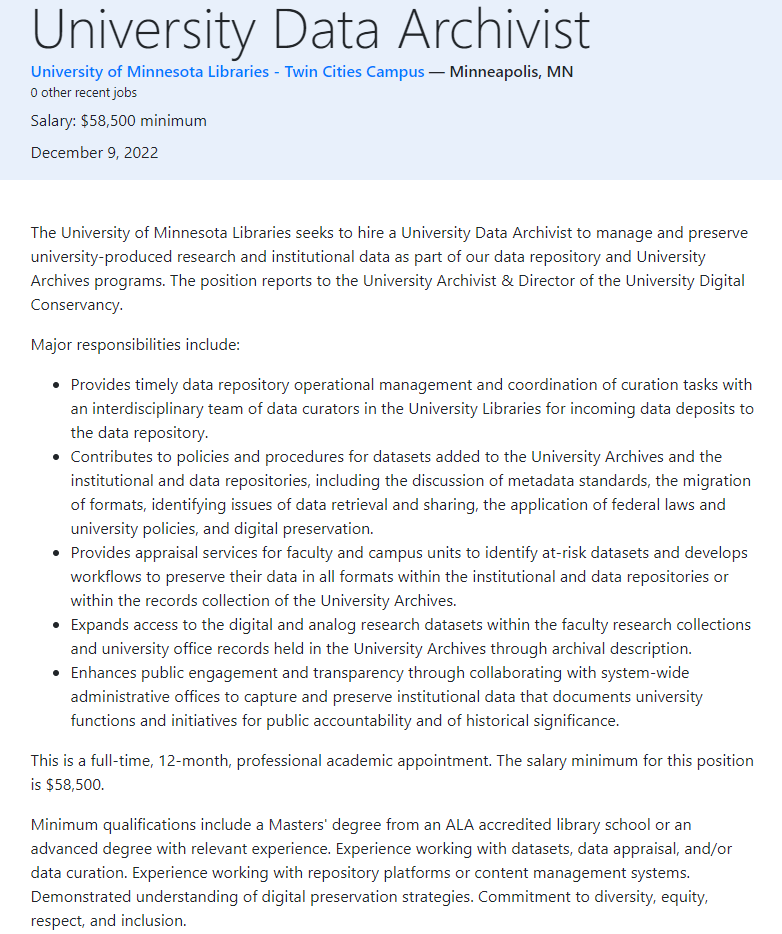 University Data Archivist
University of Minnesota Libraries - Twin Cities Campus — Minneapolis, MN
0 other recent jobs
Salary: $58,500 minimum
December 9, 2022
The University of Minnesota Libraries seeks to hire a University Data Archivist to manage and preserve
university-produced research and institutional data as part of our data repository and University
Archives programs. The position reports to the University Archivist & Director of the University Digital
Conservancy.
Major responsibilities include:
• Provides timely data repository operational management and coordination of curation tasks with
an interdisciplinary team of data curators in the University Libraries for incoming data deposits to
the data repository.
• Contributes to policies and procedures for datasets added to the University Archives and the
institutional and data repositories, including the discussion of metadata standards, the migration
of formats, identifying issues of data retrieval and sharing, the application of federal laws and
university policies, and digital preservation.
• Provides appraisal services for faculty and campus units to identify at-risk datasets and develops
workflows to preserve their data in all formats within the institutional and data repositories or
within the records collection of the University Archives.
• Expands access to the digital and analog research datasets within the faculty research collections
and university office records held in the University Archives through archival description.
• Enhances public engagement and transparency through collaborating with system-wide
administrative offices to capture and preserve institutional data that documents university
functions and initiatives for public accountability and of historical significance.
This is a full-time, 12-month, professional academic appointment. The salary minimum for this position
is $58,500.
Minimum qualifications include a Masters' degree from an ALA accredited library school or an
advanced degree with relevant experience. Experience working with datasets, data appraisal, and/or
data curation. Experience working with repository platforms or content management systems.
Demonstrated understanding of digital preservation strategies. Commitment to diversity, equity,
respect, and inclusion.